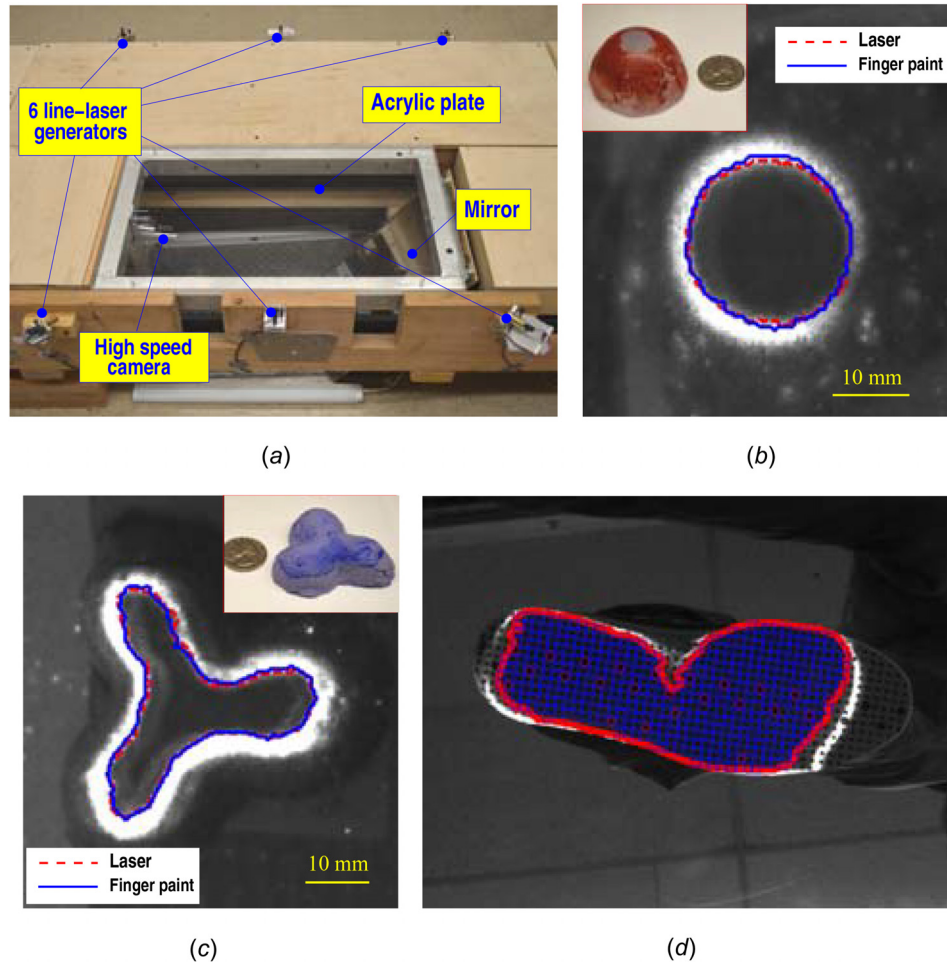 6 line-laser
generators
Acrylic plate
Mirror
High speed
camera
(a)
Laser
Finger paint
10 mm
(b)
Laser
Finger paint
10 mm
(c)
(d)